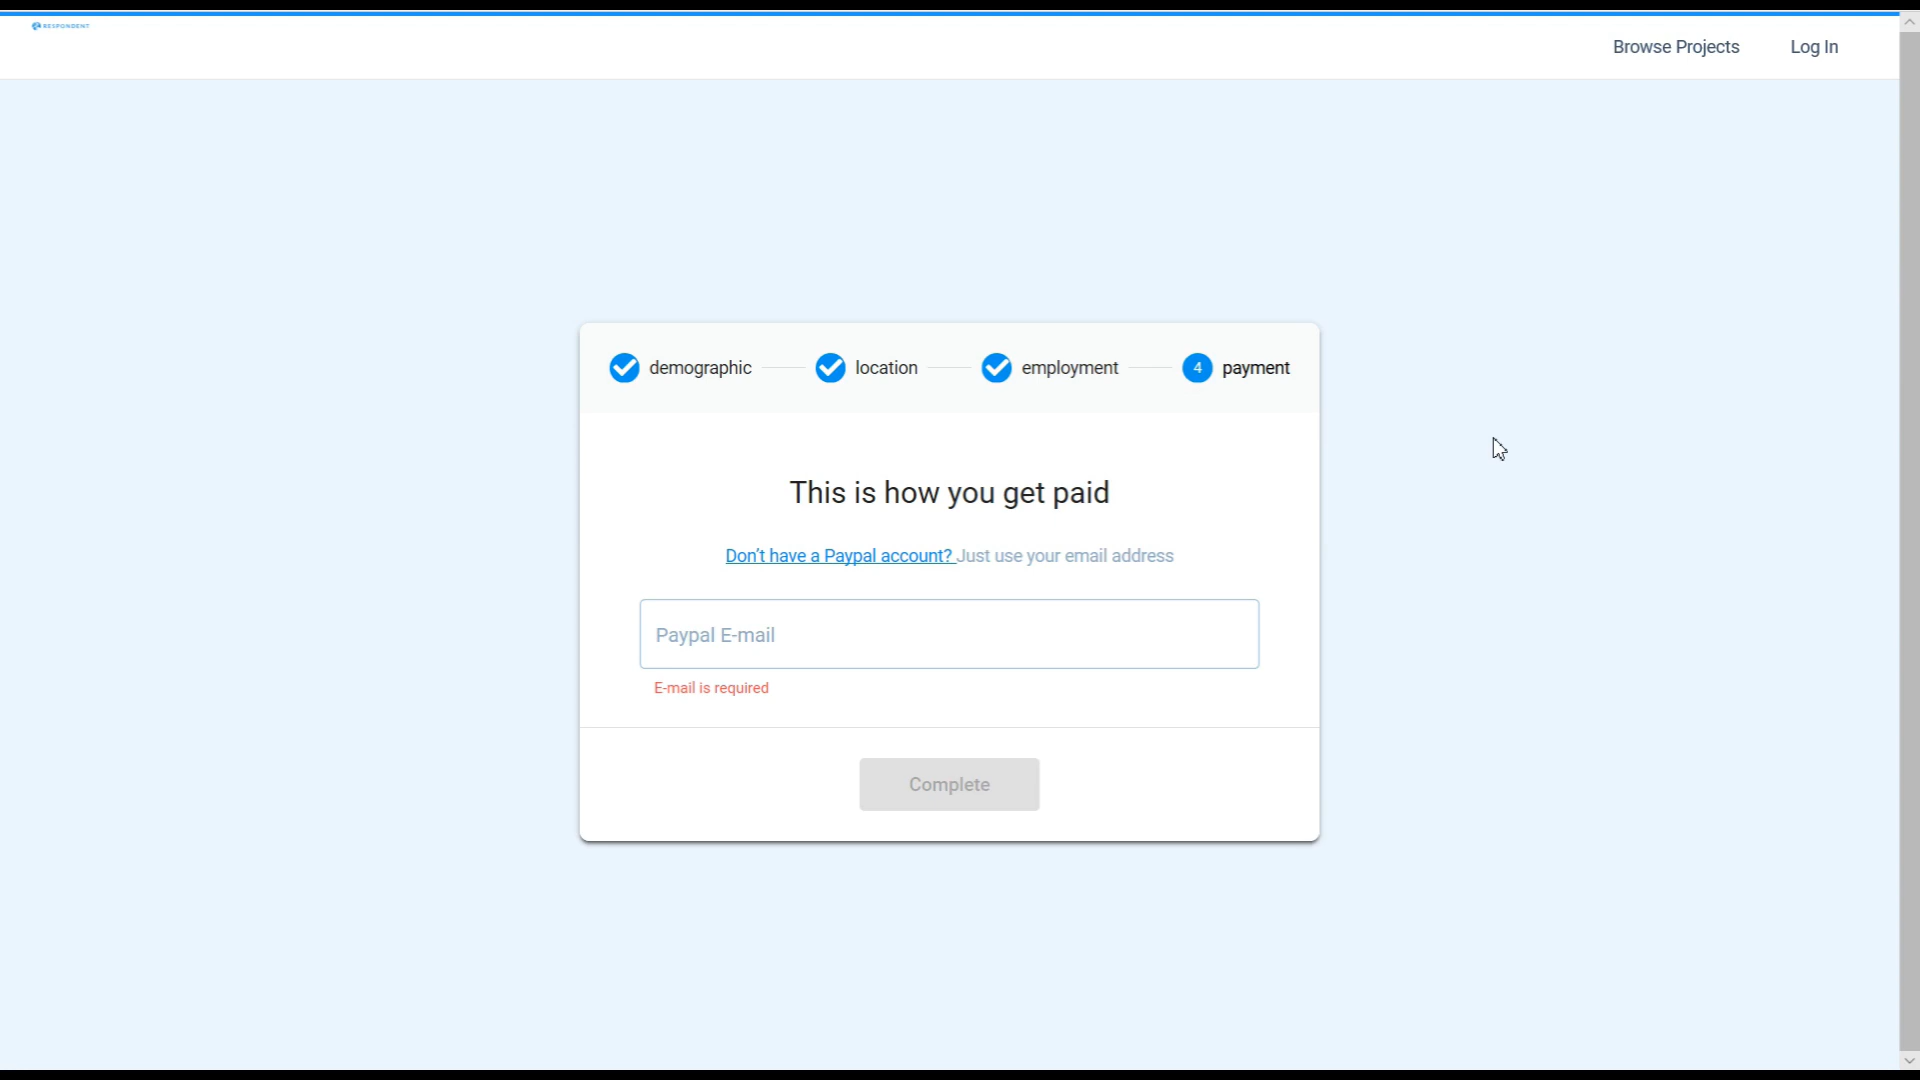 RESPONDENT
Browse Projects
Log In
demographic
location
employment
4
payment
This is how you get paid
Don't have a Paypal account? Just use your email address
Paypal E-mail
E-mail is required
Complete